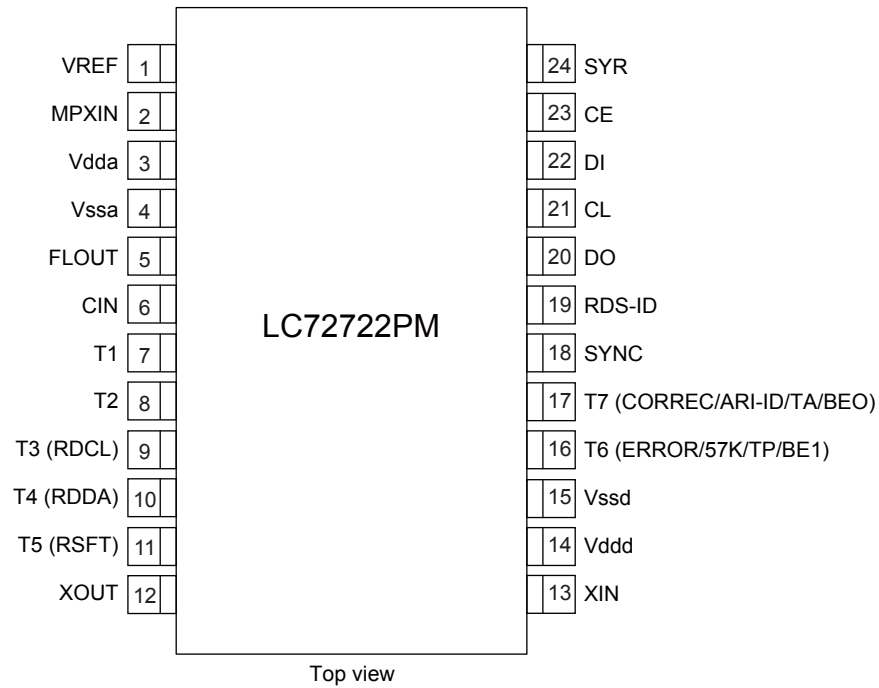 VREF 1
24 SYR
MPXIN 2
23 CE
Vdda 3
22 DI
Vssa 4
21 CL
FLOUT 5
20 DO
CIN 6
19 RDS-ID
LC72722PM
T1 7
18 SYNC
T2 8
17 T7 (CORREC/ARI-ID/TA/BEO)
T3 (RDCL) 9
16 T6 (ERROR/57K/TP/BE1)
T4 (RDDA) 10
15 Vssd
T5 (RSFT) 11
14 Vddd
XOUT 12
13 XIN
Top view